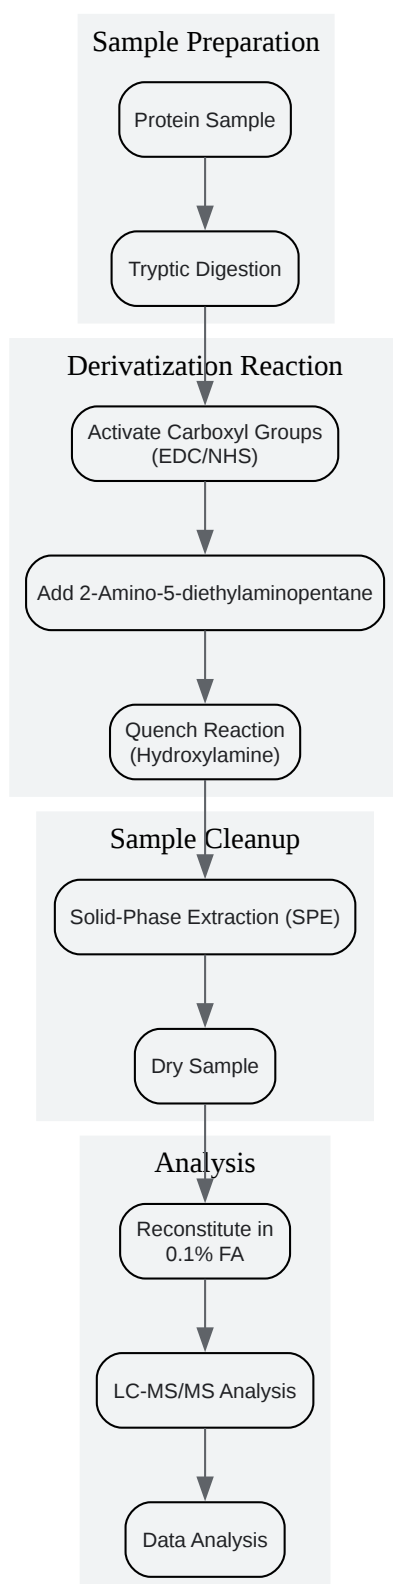 Sample Preparation
Protein Sample
Tryptic Digestion
Derivatization Reaction
Activate Carboxyl Groups
(EDC/NHS)
Add 2-Amino-5-diethylaminopentane
Quench Reaction
(Hydroxylamine)
Sample Cleanup
Solid-Phase Extraction (SPE)
Dry Sample
Analysis
Reconstitute in
0.1% FA
LC-MS/MS Analysis
Data Analysis